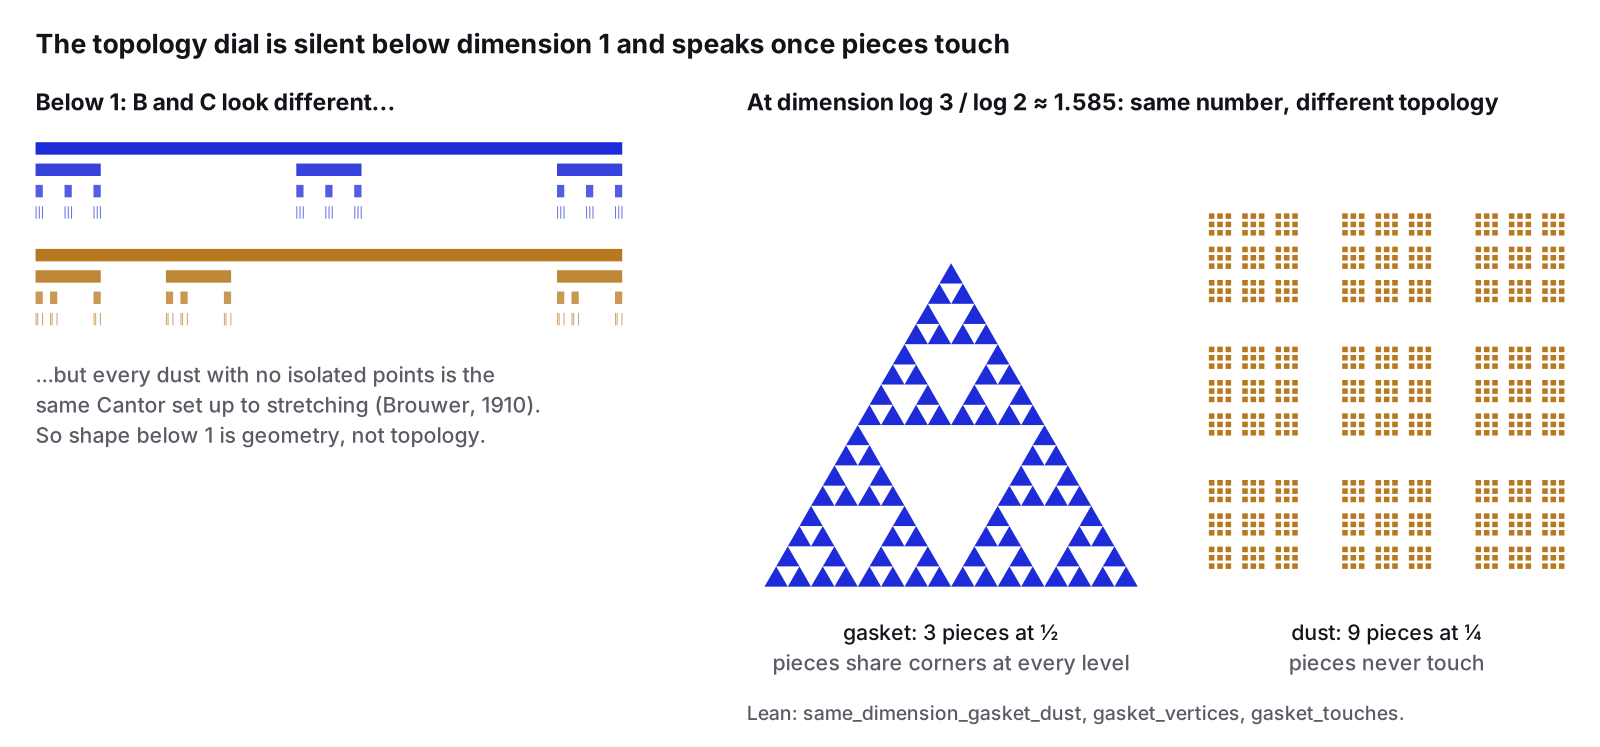 The topology dial is silent below dimension 1 and speaks once pieces touch
Below 1: B and C look different…
…but every dust with no isolated points is the
same Cantor set up to stretching (Brouwer, 1910).
So shape below 1 is geometry, not topology.
At dimension log 3 / log 2 ≈ 1.585: same number, different topology
gasket: 3 pieces at ½
pieces share corners at every level
dust: 9 pieces at ¼
pieces never touch
Lean: same_dimension_gasket_dust, gasket_vertices, gasket_touches.